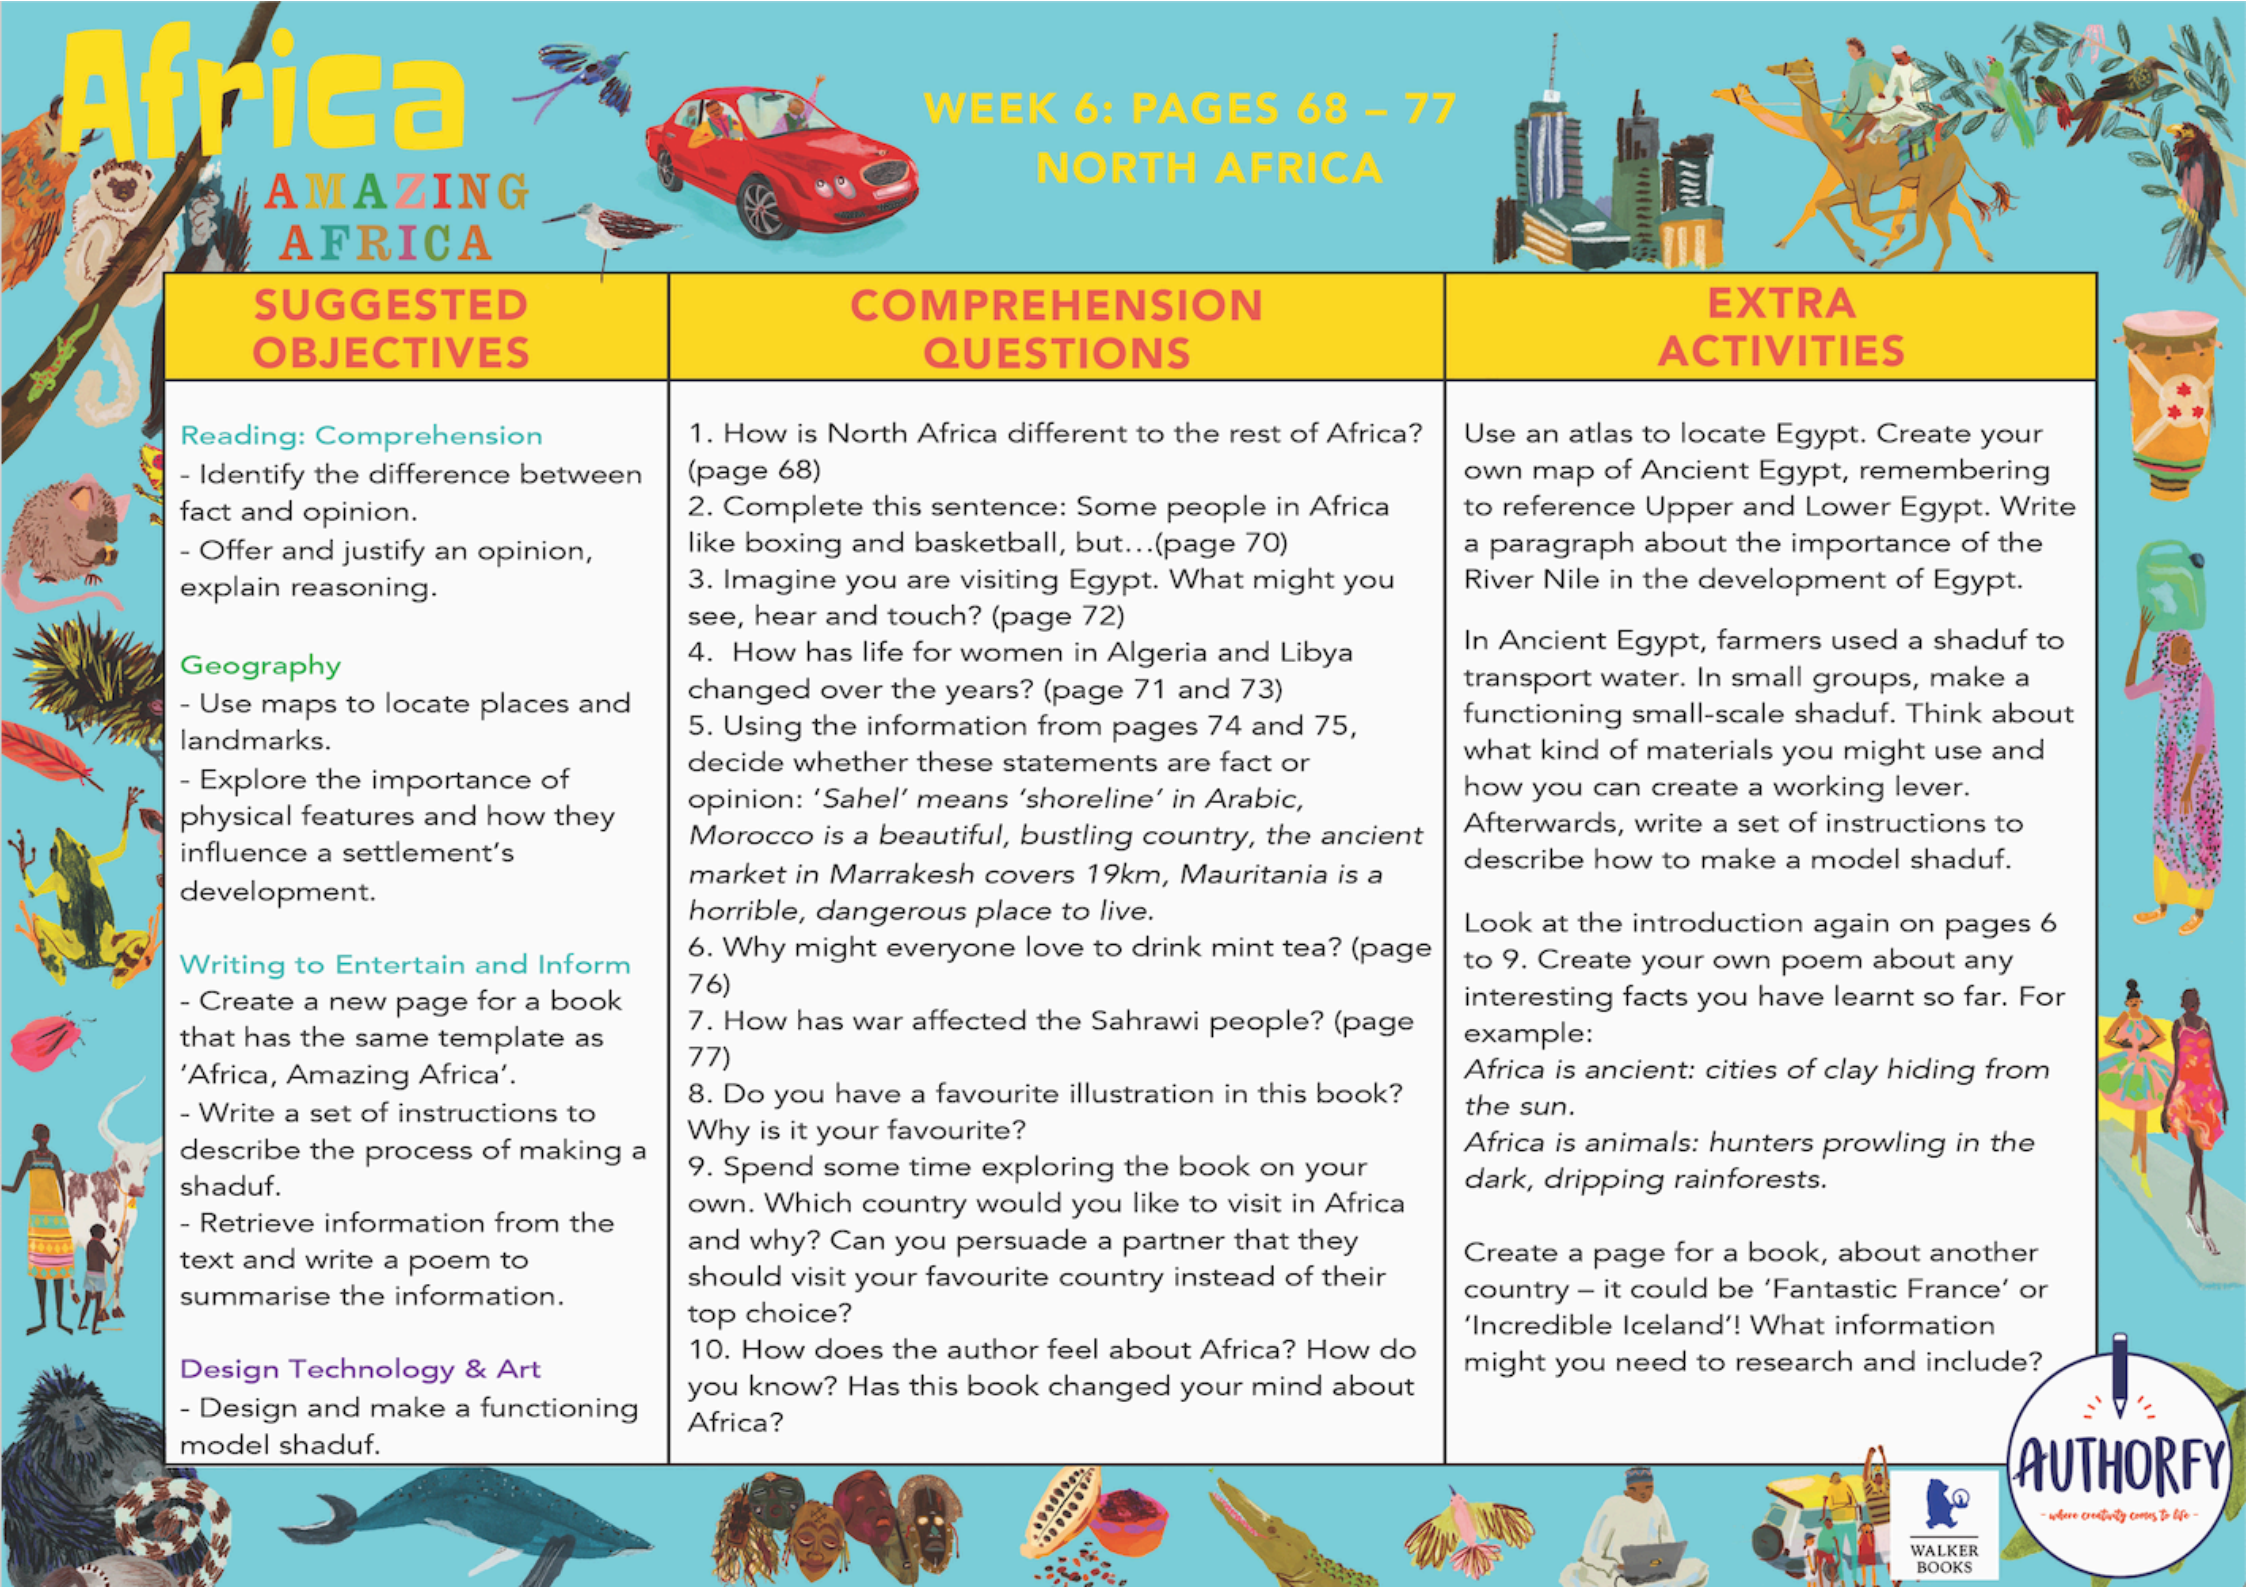 Africa
AMAZING
AFRICA
WEEK 6: PAGES 68 – 77
NORTH AFRICA
SUGGESTED
OBJECTIVES
Reading: Comprehension
- Identify the difference between
fact and opinion.
- Offer and justify an opinion,
explain reasoning.
Geography
- Use maps to locate places and
landmarks.
- Explore the importance of
physical features and how they
influence a settlement's
development.
Writing to Entertain and Inform
- Create a new page for a book
that has the same template as
'Africa, Amazing Africa'.
- Write a set of instructions to
describe the process of making a
shaduf.
- Retrieve information from the
text and write a poem to
summarise the information.
Design Technology & Art
- Design and make a functioning
model shaduf.
COMPREHENSION
QUESTIONS
1. How is North Africa different to the rest of Africa?
(page 68)
2. Complete this sentence: Some people in Africa
like boxing and basketball, but…(page 70)
3. Imagine you are visiting Egypt. What might you
see, hear and touch? (page 72)
4. How has life for women in Algeria and Libya
changed over the years? (page 71 and 73)
5. Using the information from pages 74 and 75,
decide whether these statements are fact or
opinion: 'Sahel' means 'shoreline' in Arabic,
Morocco is a beautiful, bustling country, the ancient
market in Marrakesh covers 19km, Mauritania is a
horrible, dangerous place to live.
6. Why might everyone love to drink mint tea? (page
76)
7. How has war affected the Sahrawi people? (page
77)
8. Do you have a favourite illustration in this book?
Why is it your favourite?
9. Spend some time exploring the book on your
own. Which country would you like to visit in Africa
and why? Can you persuade a partner that they
should visit your favourite country instead of their
top choice?
10. How does the author feel about Africa? How do
you know? Has this book changed your mind about
Africa?
EXTRA
ACTIVITIES
Use an atlas to locate Egypt. Create your
own map of Ancient Egypt, remembering
to reference Upper and Lower Egypt. Write
a paragraph about the importance of the
River Nile in the development of Egypt.
In Ancient Egypt, farmers used a shaduf to
transport water. In small groups, make a
functioning small-scale shaduf. Think about
what kind of materials you might use and
how you can create a working lever.
Afterwards, write a set of instructions to
describe how to make a model shaduf.
Look at the introduction again on pages 6
to 9. Create your own poem about any
interesting facts you have learnt so far. For
example:
Africa is ancient: cities of clay hiding from
the sun.
Africa is animals: hunters prowling in the
dark, dripping rainforests.
Create a page for a book, about another
country – it could be 'Fantastic France' or
'Incredible Iceland'! What information
might you need to research and include?
WALKER
BOOKS
AUTHORFY
- where creativity comes to life -